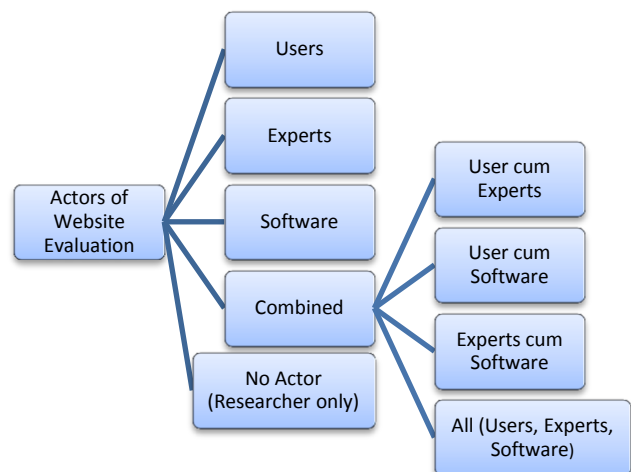 Users
Experts
Actors of
Website
Evaluation
Software
Combined
No Actor
(Researcher only)
User cum
Experts
User cum
Software
Experts cum
Software
All (Users, Experts,
Software)